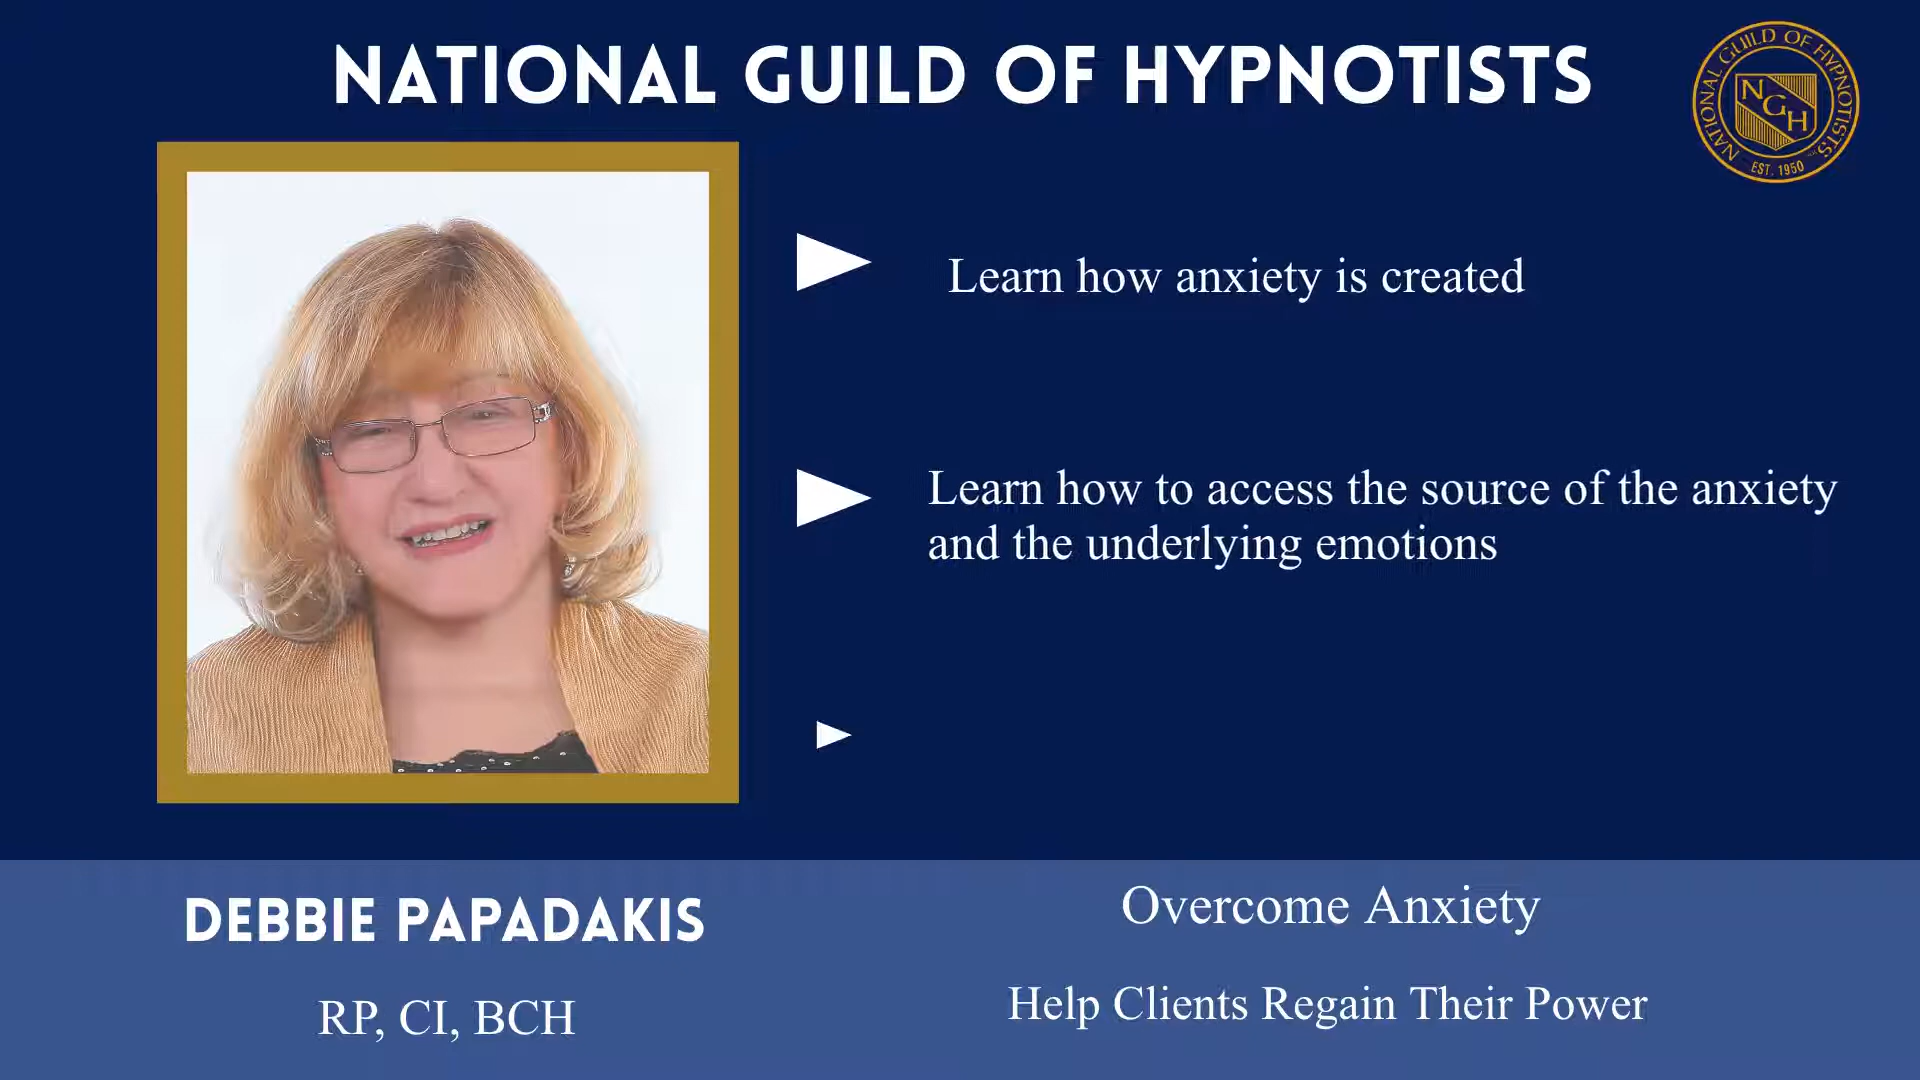 NATIONAL GUILD OF HYPNOTISTS
NATIONAL GUILD OF HYPNOTISTS
NGH
EST. 1950
Learn how anxiety is created
Learn how to access the source of the anxiety
and the underlying emotions
DEBBIE PAPADAKIS
RP, CI, BCH
Overcome Anxiety
Help Clients Regain Their Power